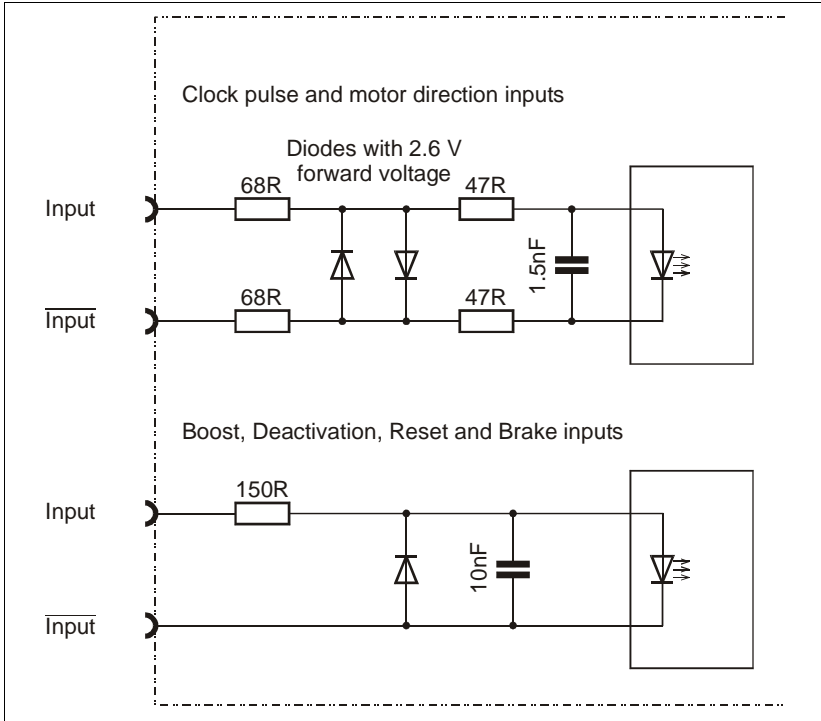 Clock pulse and motor direction inputs
Diodes with 2.6 V
forward voltage
68R
47R
Input
1.5nF
Input
68R
47R
Boost, Deactivation, Reset and Brake inputs
150R
Input
10nF
Input